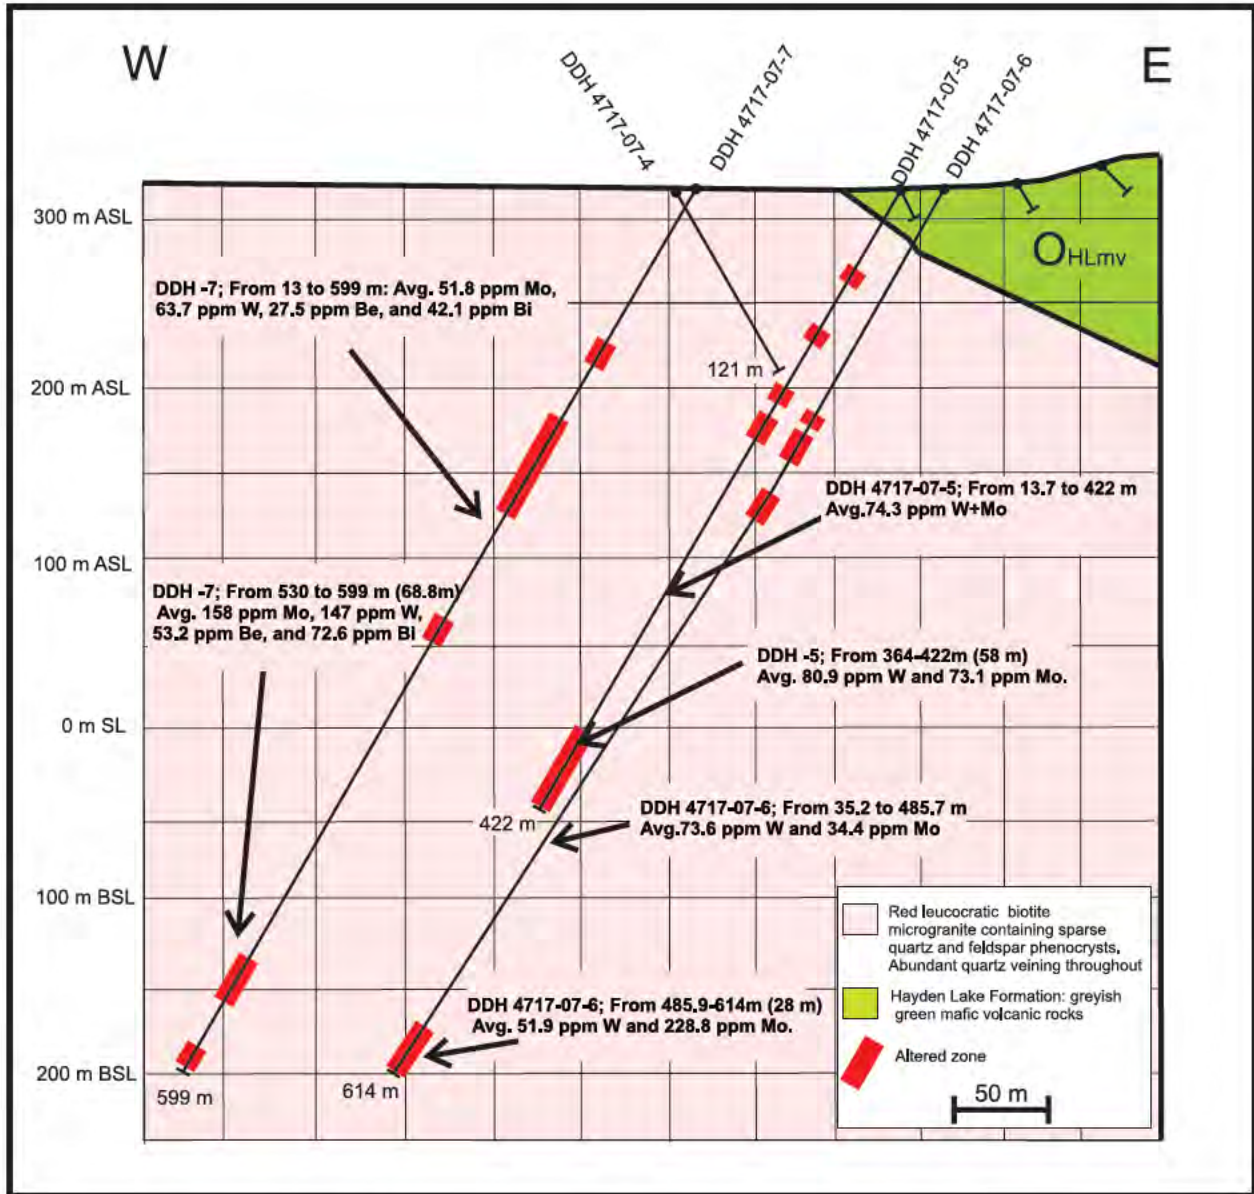 W
E
DDH 4717-07-4
DDH 4717-07-7
DDH 4717-07-5
DDH 4717-07-6
300 m ASL
OHLmv
DDH -7; From 13 to 599 m: Avg. 51.8 ppm Mo,
63.7 ppm W, 27.5 ppm Be, and 42.1 ppm Bi
121 m
200 m ASL
DDH 4717-07-5; From 13.7 to 422 m
Avg.74.3 ppm W+Mo
100 m ASL
DDH -7; From 530 to 599 m (68.8m)
Avg. 158 ppm Mo, 147 ppm W,
53.2 ppm Be, and 72.6 ppm Bi
DDH -5; From 364-422m (58 m)
Avg. 80.9 ppm W and 73.1 ppm Mo.
0 m SL
DDH 4717-07-6; From 35.2 to 485.7 m
Avg.73.6 ppm W and 34.4 ppm Mo
422 m
100 m BSL
Red leucocratic biotite
microgranite containing sparse
quartz and feldspar phenocrysts.
Abundant quartz veining throughout
Hayden Lake Formation: greyish
green mafic volcanic rocks
Altered zone
50 m
DDH 4717-07-6; From 485.9-614m (28 m)
Avg. 51.9 ppm W and 228.8 ppm Mo.
200 m BSL
599 m
614 m